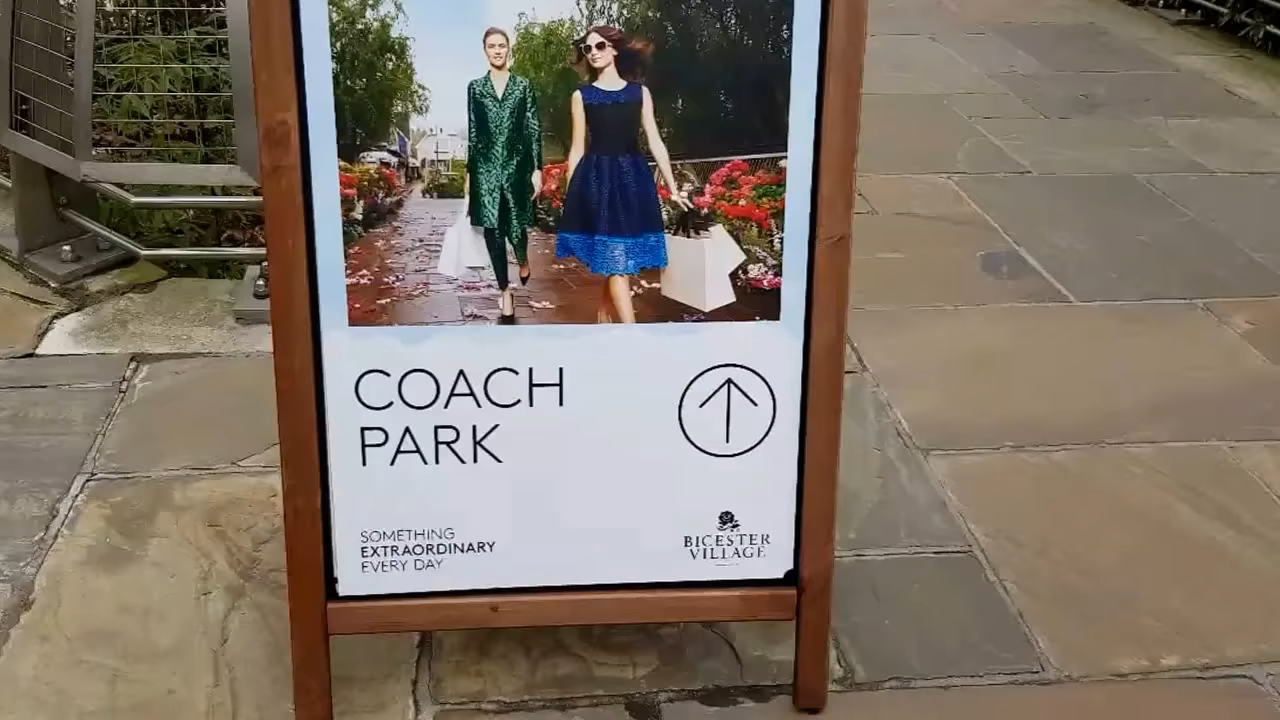 COACH
PARK
SOMETHING
EXTRAORDINARY
EVERY DAY
BICESTER
VILLAGE